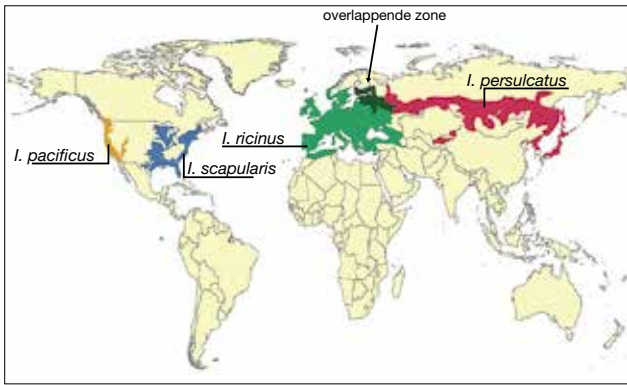 overlappende zone
I. persulcatus
I. ricinus
I. pacificus
I. scapularis